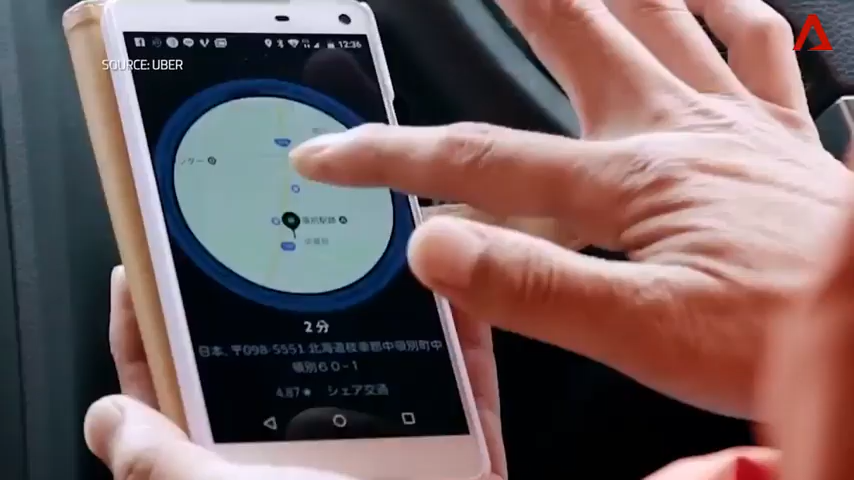 12:36
SOURCE: UBER
2分
日本、〒098-5551 北海道枝幸郡中頓別町中
頓別60-1
4.87★ シェア交通